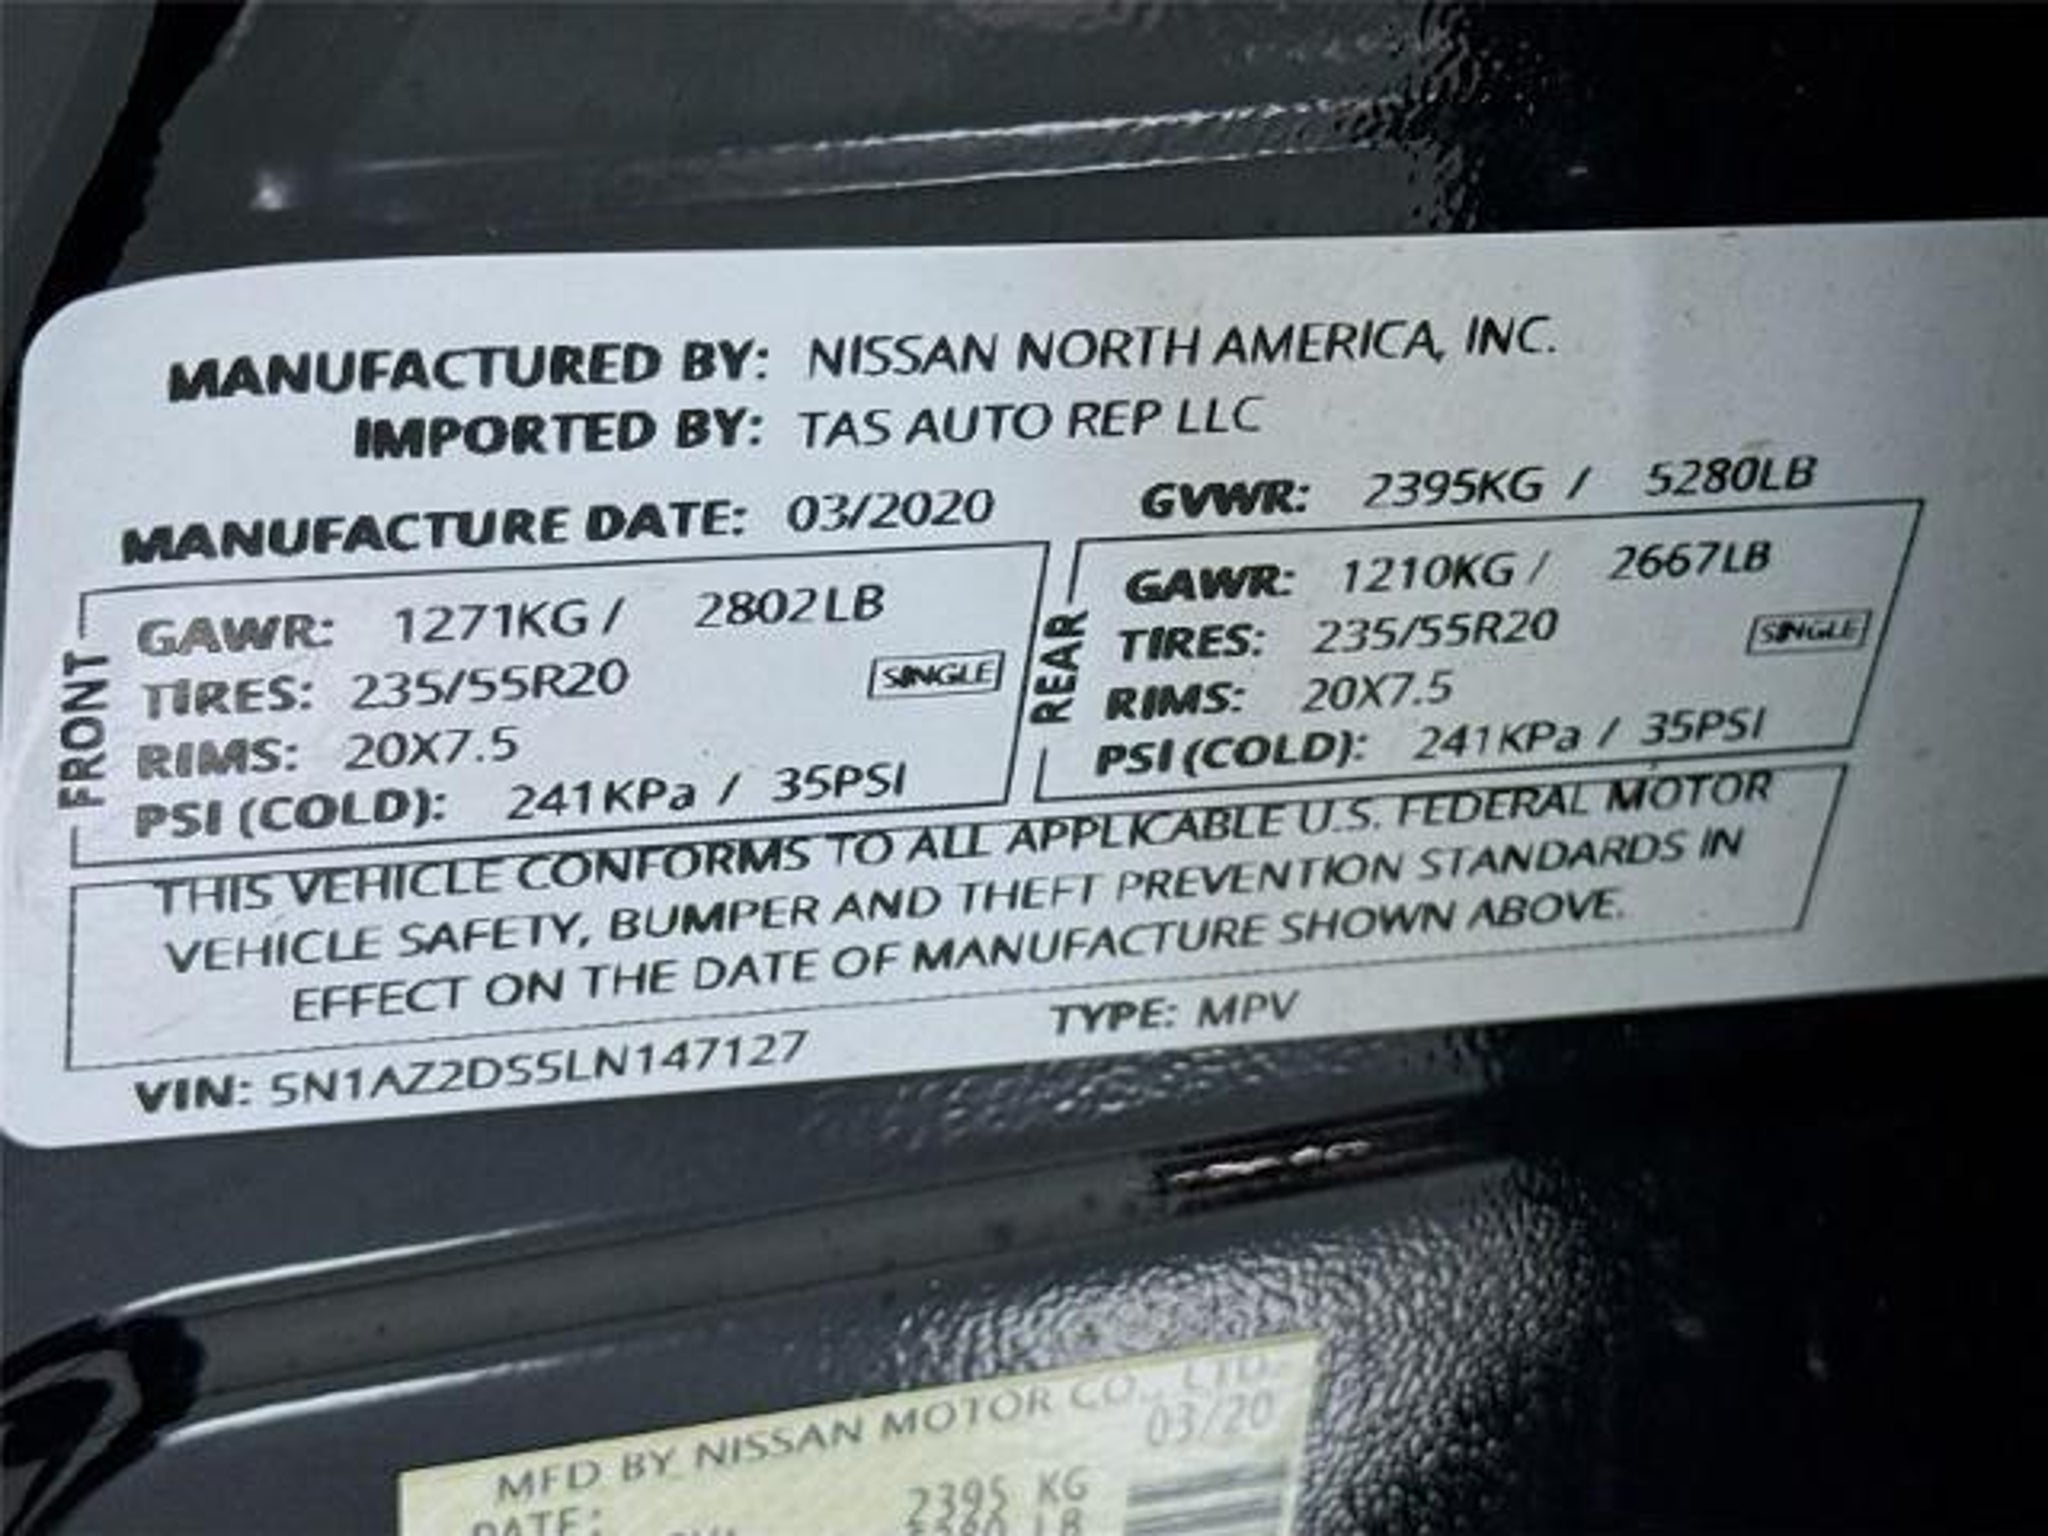 MANUFACTURED BY: NISSAN NORTH AMERICA, INC.
IMPORTED BY: TAS AUTO REP LLC
MANUFACTURE DATE: 03/2020 GVWR: 2395KG / 5280LB
FRONT
GAWR: 1271KG / 2802LB
TIRES: 235/55R20 SINGLE
RIMS: 20X7.5
PSI (COLD): 241KPa / 35PSI
REAR
GAWR: 1210KG / 2667LB
TIRES: 235/55R20 SINGLE
RIMS: 20X7.5
PSI (COLD): 241KPa / 35PSI
THIS VEHICLE CONFORMS TO ALL APPLICABLE U.S. FEDERAL MOTOR
VEHICLE SAFETY, BUMPER AND THEFT PREVENTION STANDARDS IN
EFFECT ON THE DATE OF MANUFACTURE SHOWN ABOVE.
VIN: 5N1AZ2DS5LN147127 TYPE: MPV
MFD BY NISSAN MOTOR CO., LTD.
03/20
DATE: 2395 KG
LB